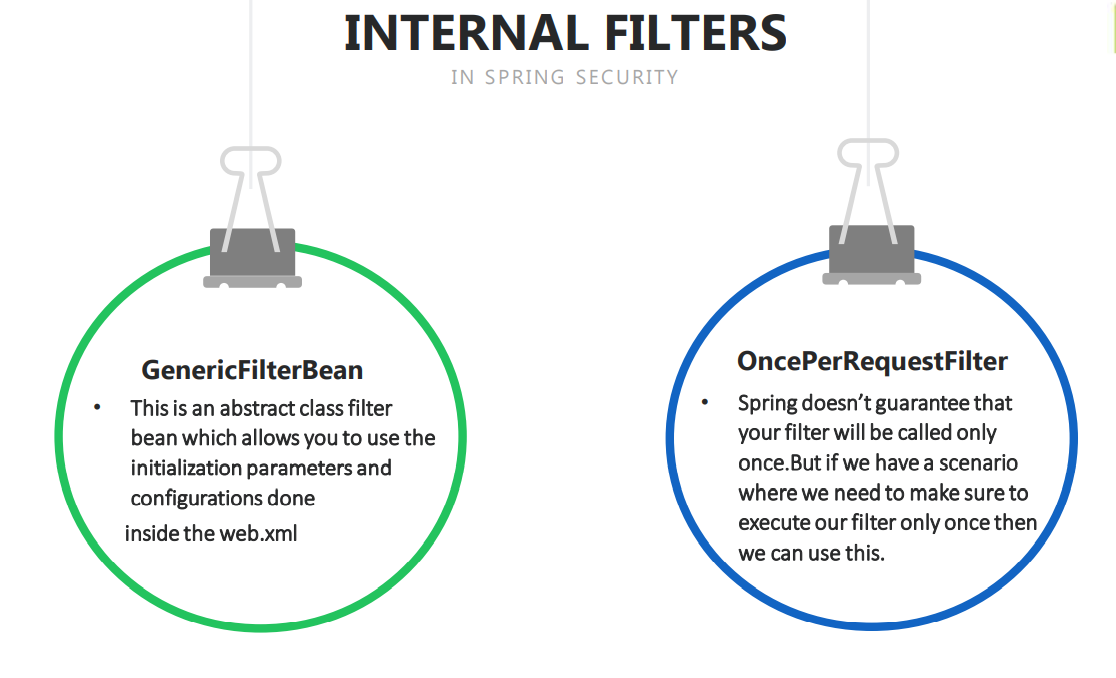 INTERNAL FILTERS
IN SPRING SECURITY
GenericFilterBean
• This is an abstract class filter
bean which allows you to use the
initialization parameters and
configurations done
inside the web.xml
OncePerRequestFilter
• Spring doesn’t guarantee that
your filter will be called only
once.But if we have a scenario
where we need to make sure to
execute our filter only once then
we can use this.